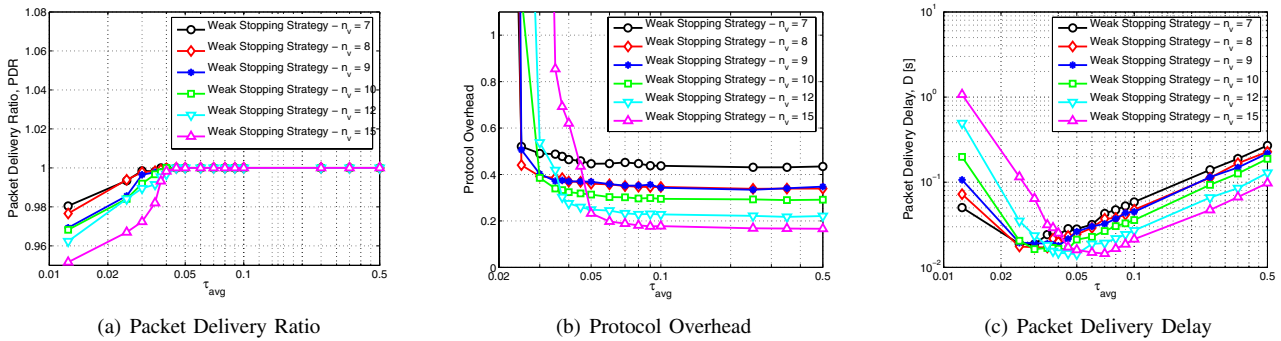 1.08
1.06
1.04
1.02
1
0.98
0.96
0.01
0.02
0.05
0.1
0.5
τavg
Packet Delivery Ratio, PDR
Weak Stopping Strategy − nv = 7
Weak Stopping Strategy − nv = 8
Weak Stopping Strategy − nv = 9
Weak Stopping Strategy − nv = 10
Weak Stopping Strategy − nv = 12
Weak Stopping Strategy − nv = 15
(a) Packet Delivery Ratio
1
0.8
0.6
0.4
0.2
0
0.02
0.05
0.1
0.5
τavg
Protocol Overhead
Weak Stopping Strategy − nv = 7
Weak Stopping Strategy − nv = 8
Weak Stopping Strategy − nv = 9
Weak Stopping Strategy − nv = 10
Weak Stopping Strategy − nv = 12
Weak Stopping Strategy − nv = 15
(b) Protocol Overhead
10^1
10^0
10^−1
10^−2
0.01
0.02
0.05
0.1
0.5
τavg
Packet Delivery Delay, D [s]
Weak Stopping Strategy − nv = 7
Weak Stopping Strategy − nv = 8
Weak Stopping Strategy − nv = 9
Weak Stopping Strategy − nv = 10
Weak Stopping Strategy − nv = 12
Weak Stopping Strategy − nv = 15
(c) Packet Delivery Delay